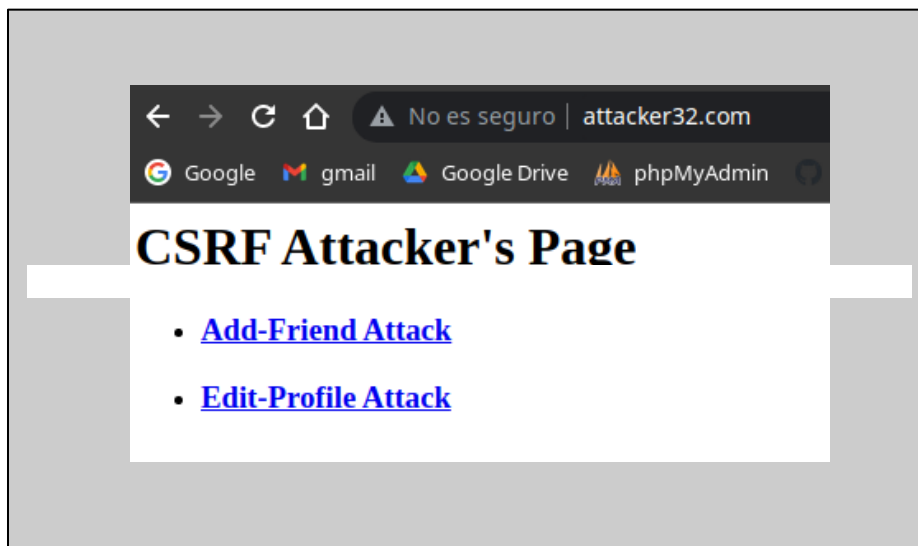 No es seguro | attacker32.com
Google gmail Google Drive phpMyAdmin
CSRF Attacker's Page
Add-Friend Attack
Edit-Profile Attack